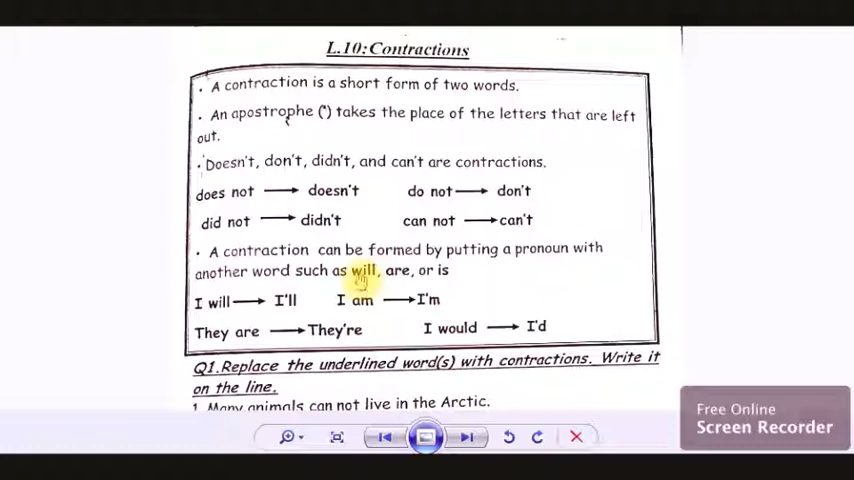 L.10:Contractions
. A contraction is a short form of two words.
. An apostrophe (') takes the place of the letters that are left
out.
. Doesn't, don't, didn't, and can't are contractions.
does not → doesn't do not → don't
did not → didn't can not → can't
. A contraction can be formed by putting a pronoun with
another word such as will, are, or is
I will → I'll I am → I'm
They are → They're I would → I'd
Q1.Replace the underlined word(s) with contractions. Write it
on the line.
1. Many animals can not live in the Arctic.
Free Online
Screen Recorder